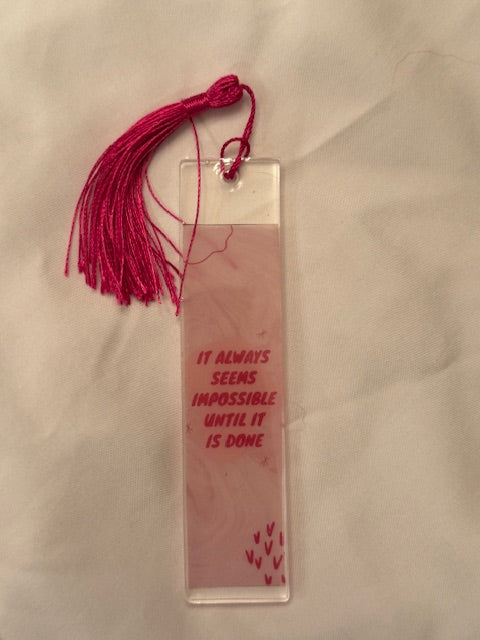 IT ALWAYS
SEEMS
IMPOSSIBLE
UNTIL IT
IS DONE